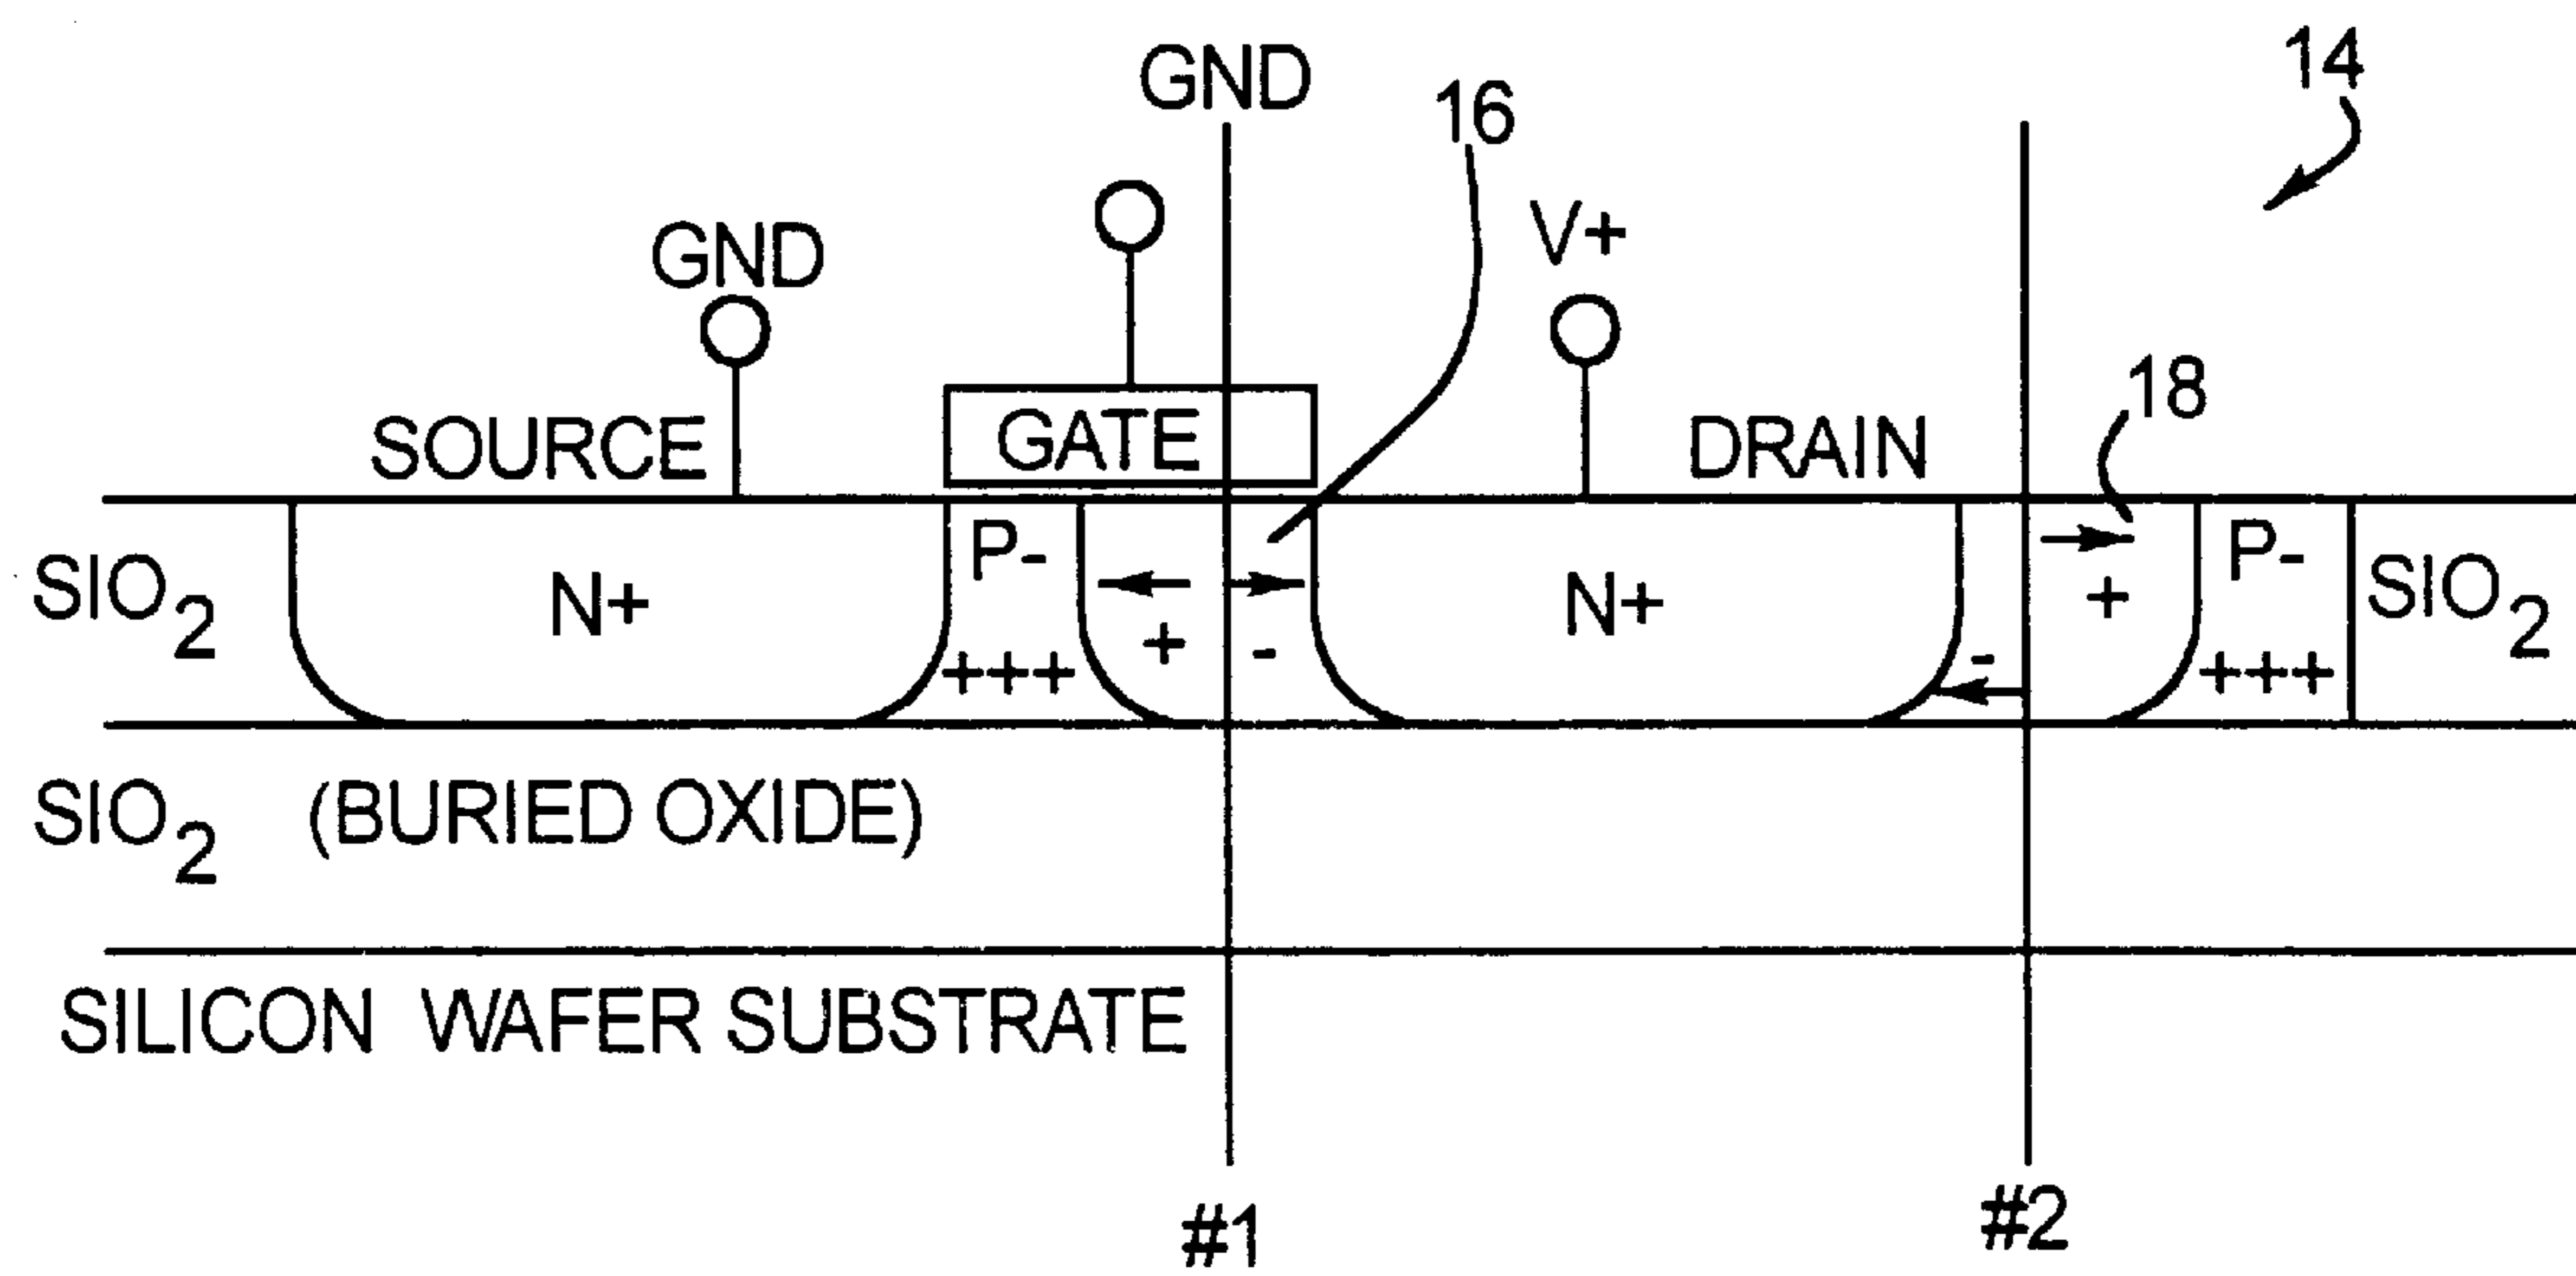 14
GND
16
GND
V+
18
SOURCE
GATE
DRAIN
P-
P-
SIO2
N+
+
-
N+
-
+
SIO2
+++
+++
SIO2 (BURIED OXIDE)
SILICON WAFER SUBSTRATE
#1
#2